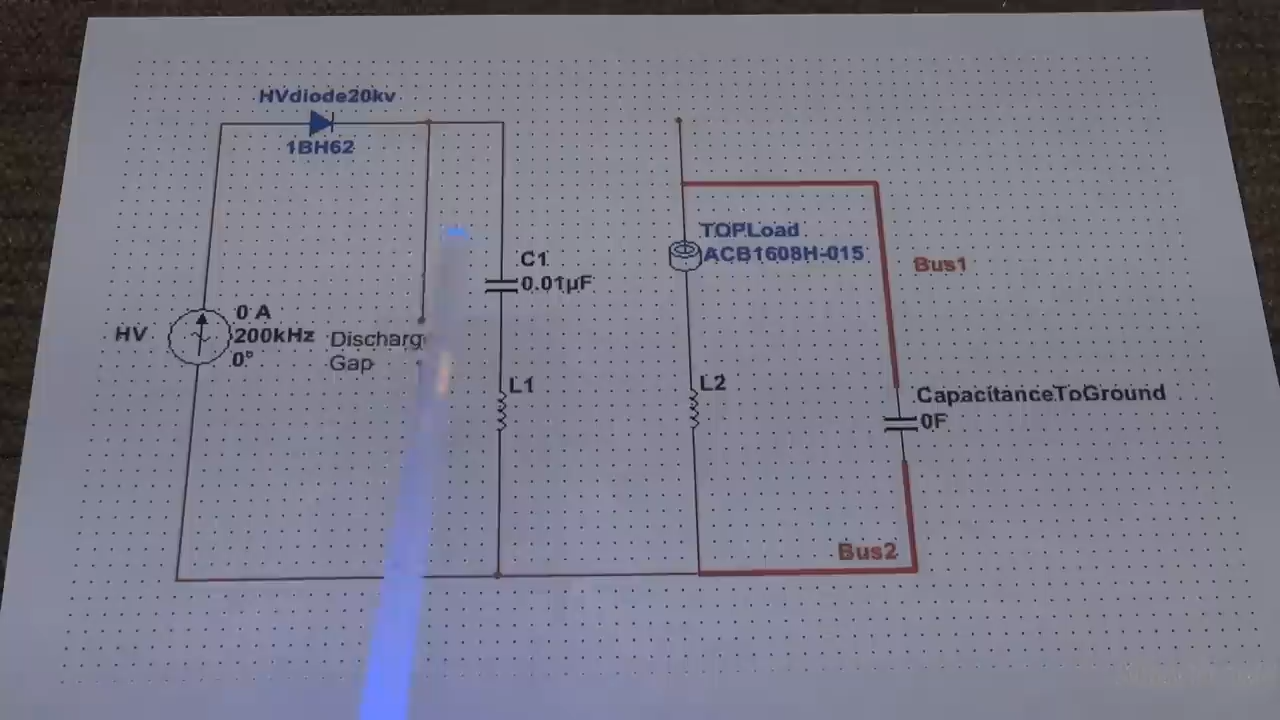 HVdiode20kv
1BH62
HV
0 A
200kHz
0°
Discharg
Gap
C1
0.01µF
L1
TOPLoad
ACB1608H-015
L2
Bus1
CapacitanceToGround
0F
Bus2